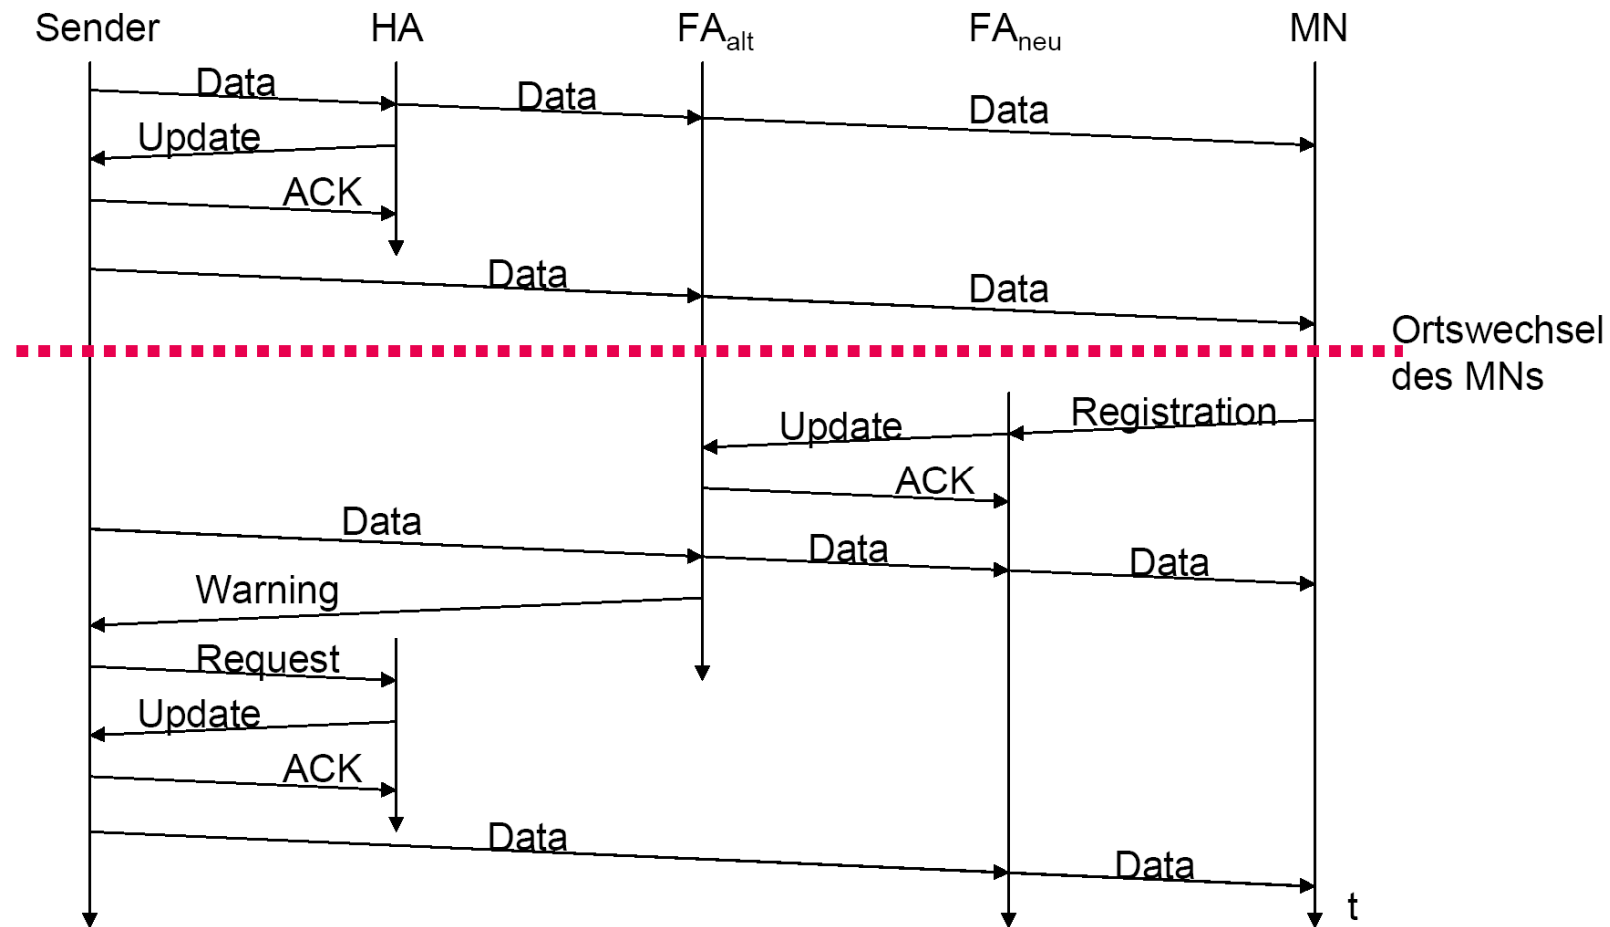 Sender HA FAalt FAneu MN
Data Data Data
Update
ACK
Data Data
Ortswechsel
des MNs
Update Registration
ACK
Data Data Data
Warning
Request
Update
ACK
Data Data
t